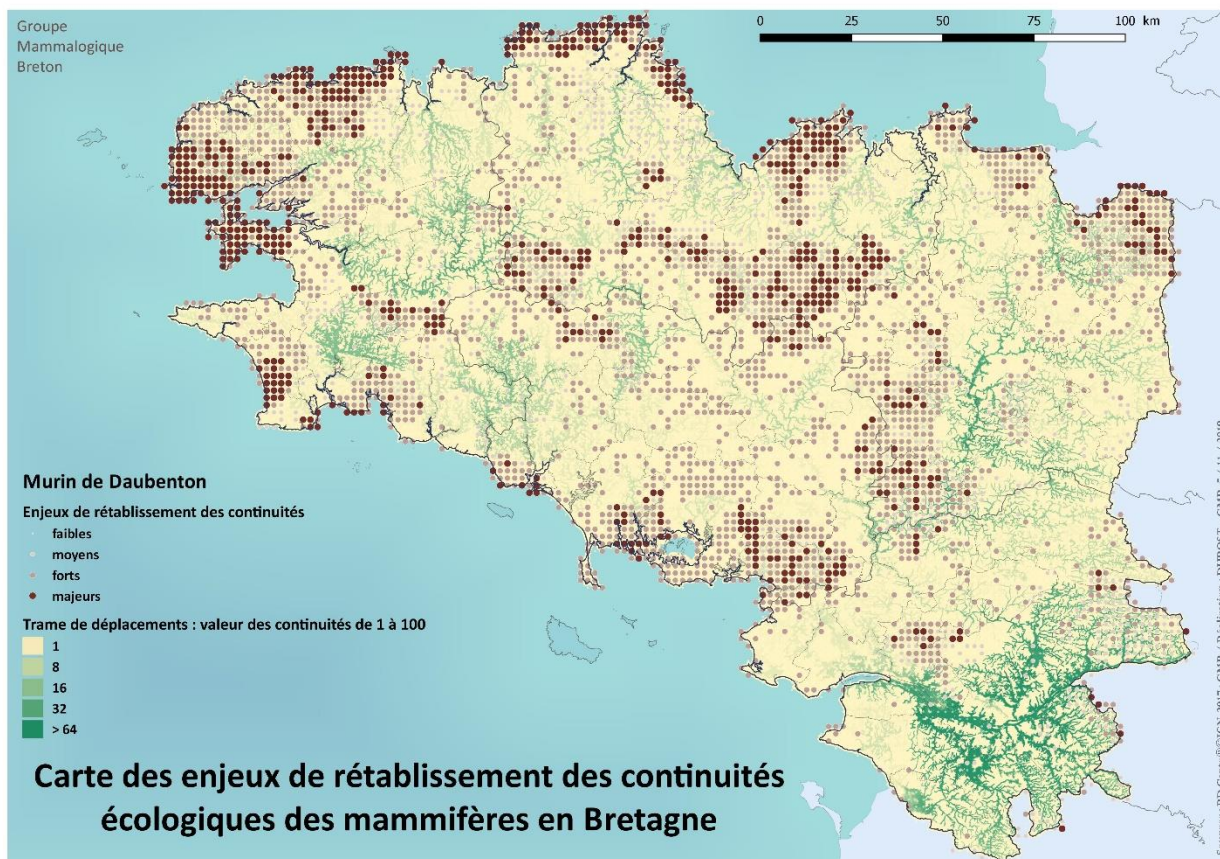 Groupe
Mammalogique
Breton
0 25 50 75 100 km
Murin de Daubenton
Enjeux de rétablissement des continuités
faibles
moyens
forts
majeurs
Trame de déplacements : valeur des continuités de 1 à 100
1
8
16
32
> 64
Carte des enjeux de rétablissement des continuités
écologiques des mammifères en Bretagne